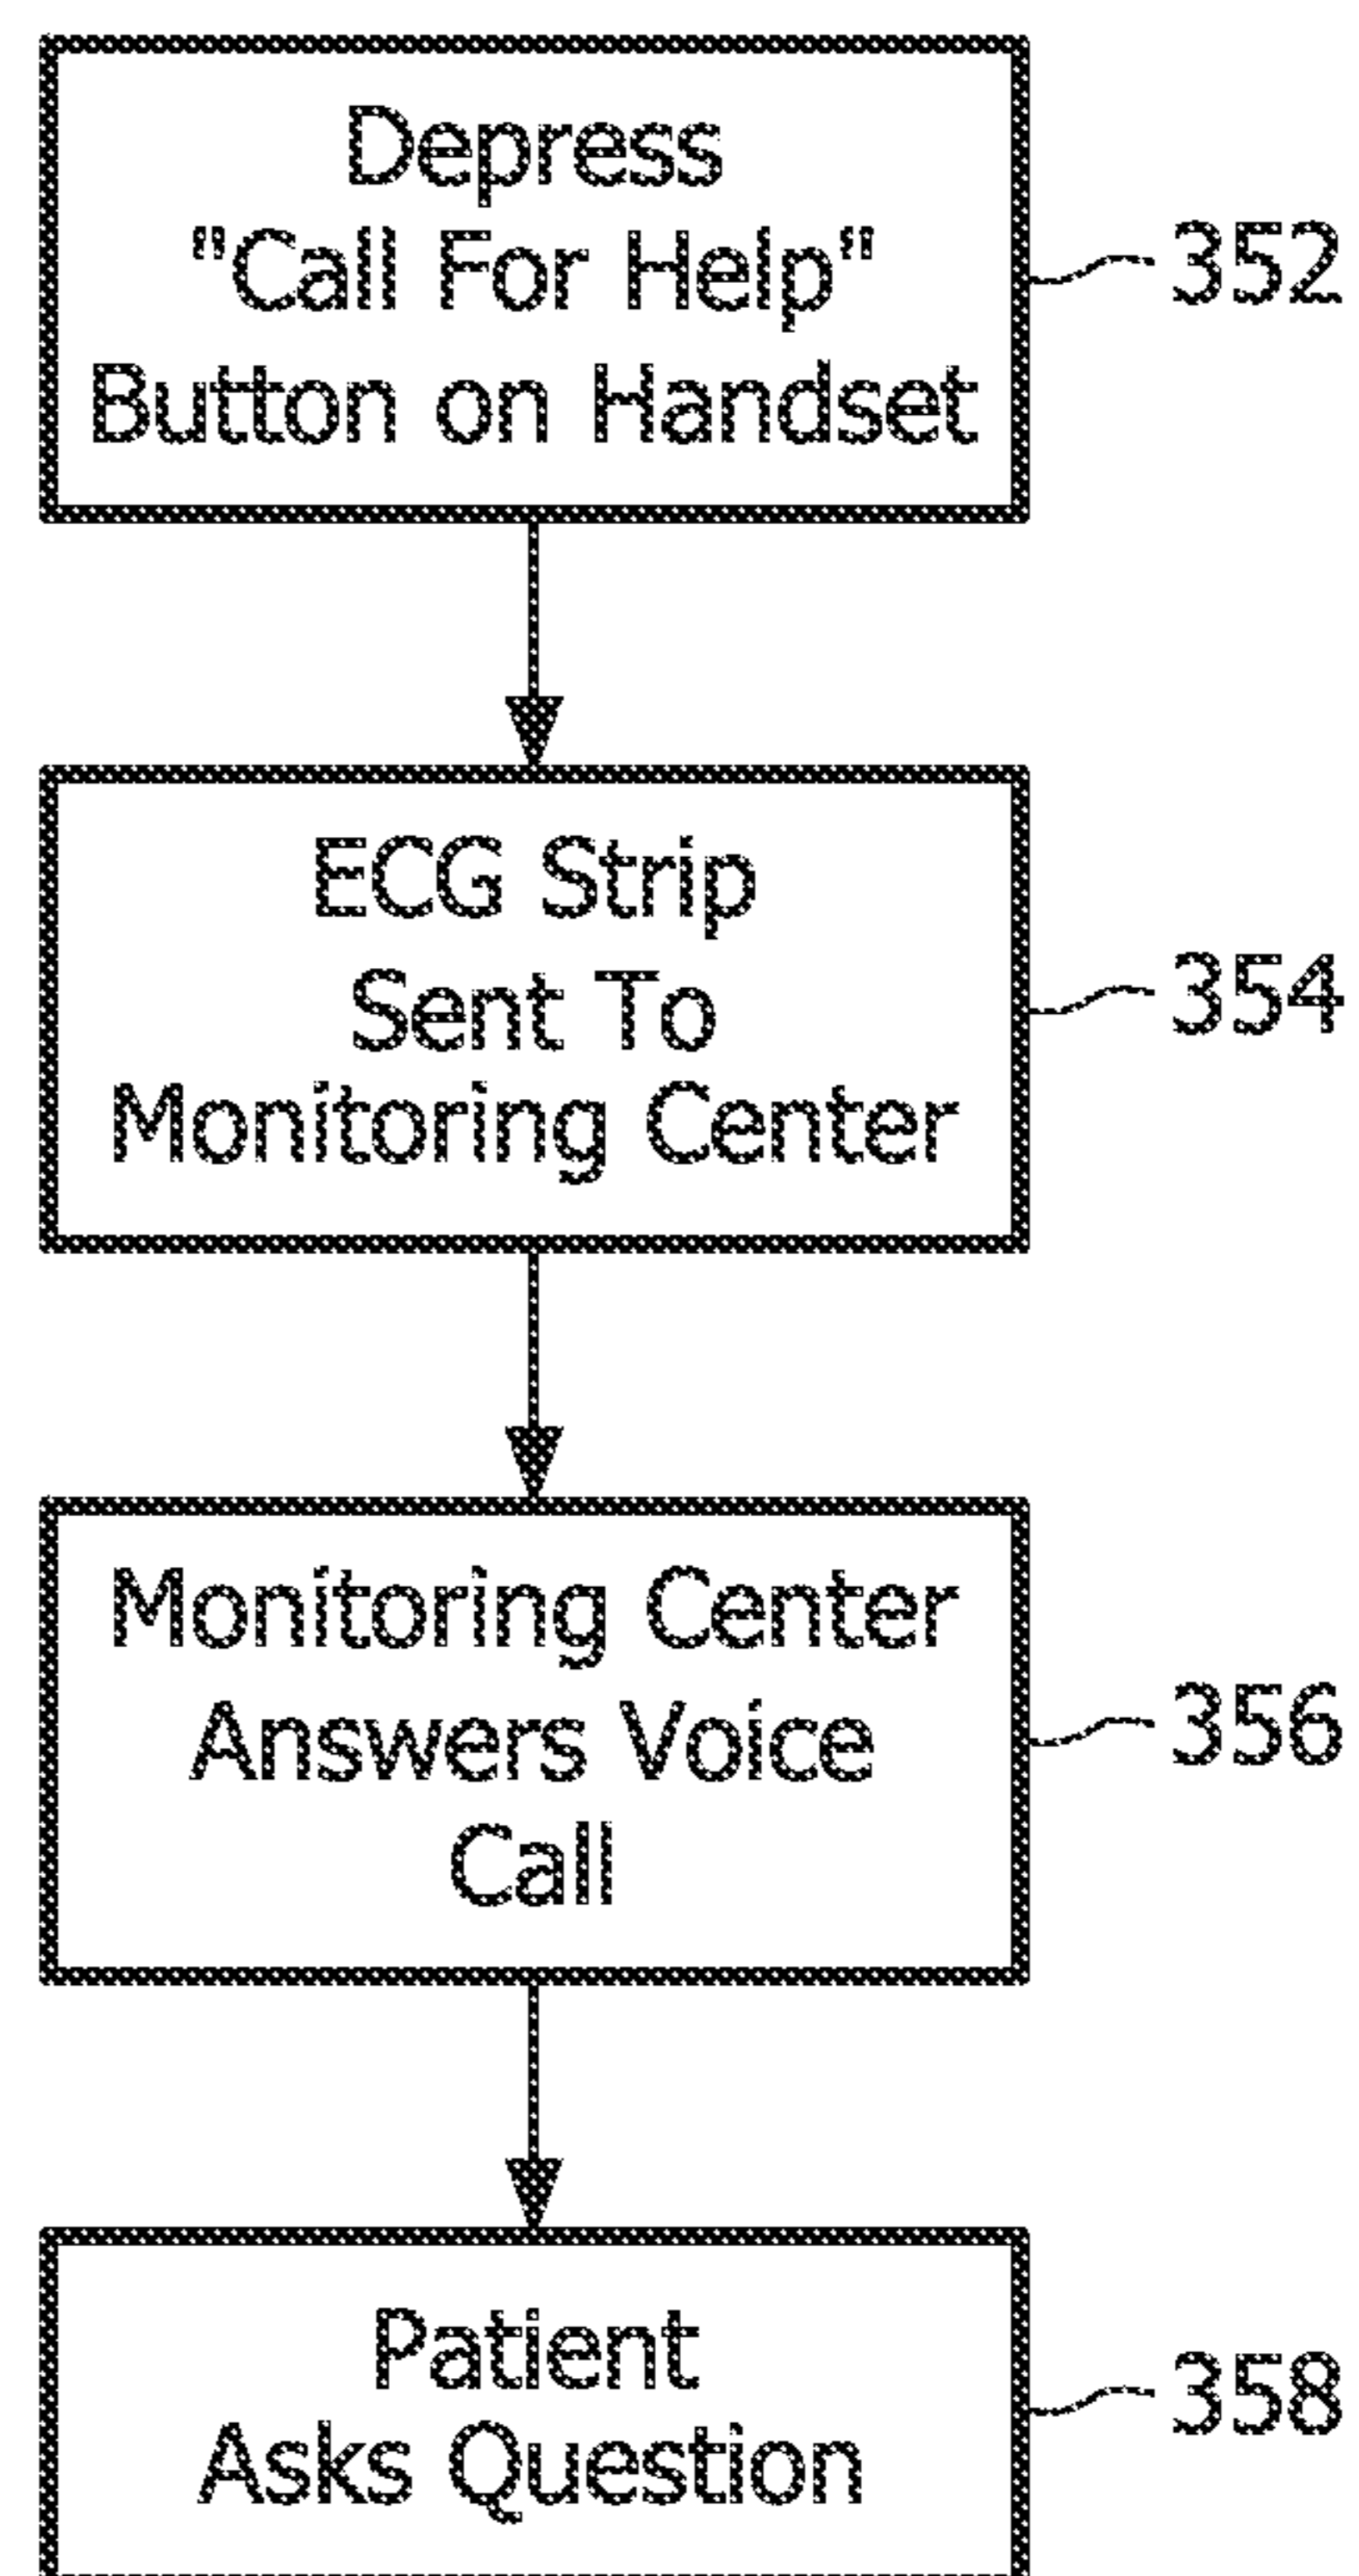 Depress
"Call For Help"
Button on Handset
352
ECG Strip
Sent To
Monitoring Center
354
Monitoring Center
Answers Voice
Call
356
Patient
Asks Question
358